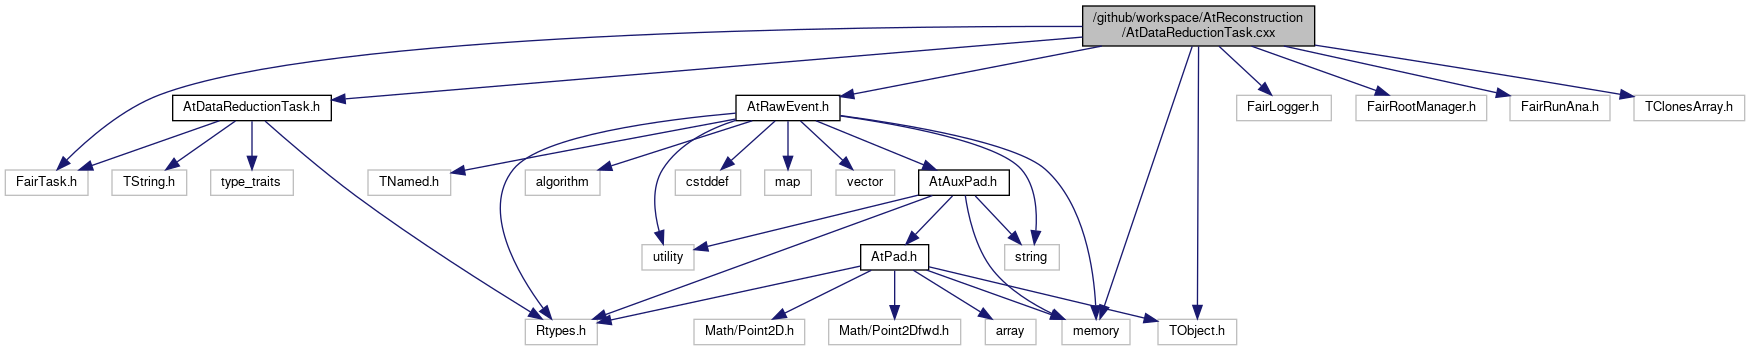 /github/workspace/AtReconstruction
/AtDataReductionTask.cxx
AtDataReductionTask.h
AtRawEvent.h
FairLogger.h
FairRootManager.h
FairRunAna.h
TClonesArray.h
FairTask.h
TString.h
type_traits
TNamed.h
algorithm
cstddef
map
vector
AtAuxPad.h
utility
AtPad.h
string
Rtypes.h
Math/Point2D.h
Math/Point2Dfwd.h
array
memory
TObject.h